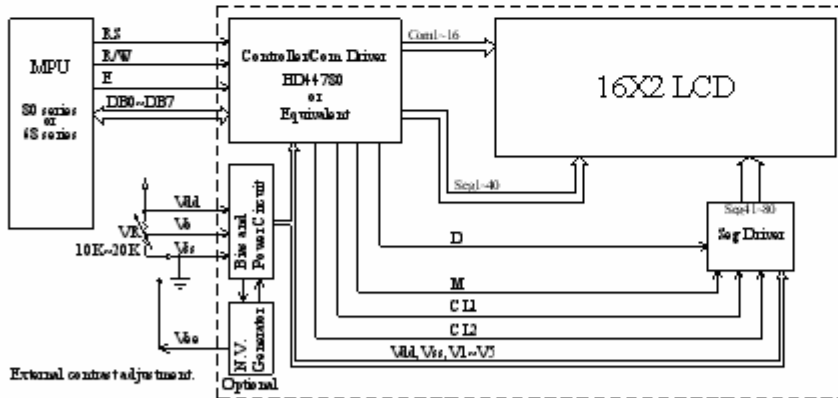 MPU
80 series
or
68 series
RS
R/W
E
DB0~DB7
Controller/Com Driver
HD44780
or
Equivalent
Com1~16
16X2 LCD
Seg1~40
Seg41~80
Seg Driver
D
M
CL1
CL2
Vdd, Vss, V1~V5
Vdd
Vo
Vss
VR
10K~20K
Bias and
Power Circuit
N.V.
Generator
Optional
Vee
External contrast adjustment.